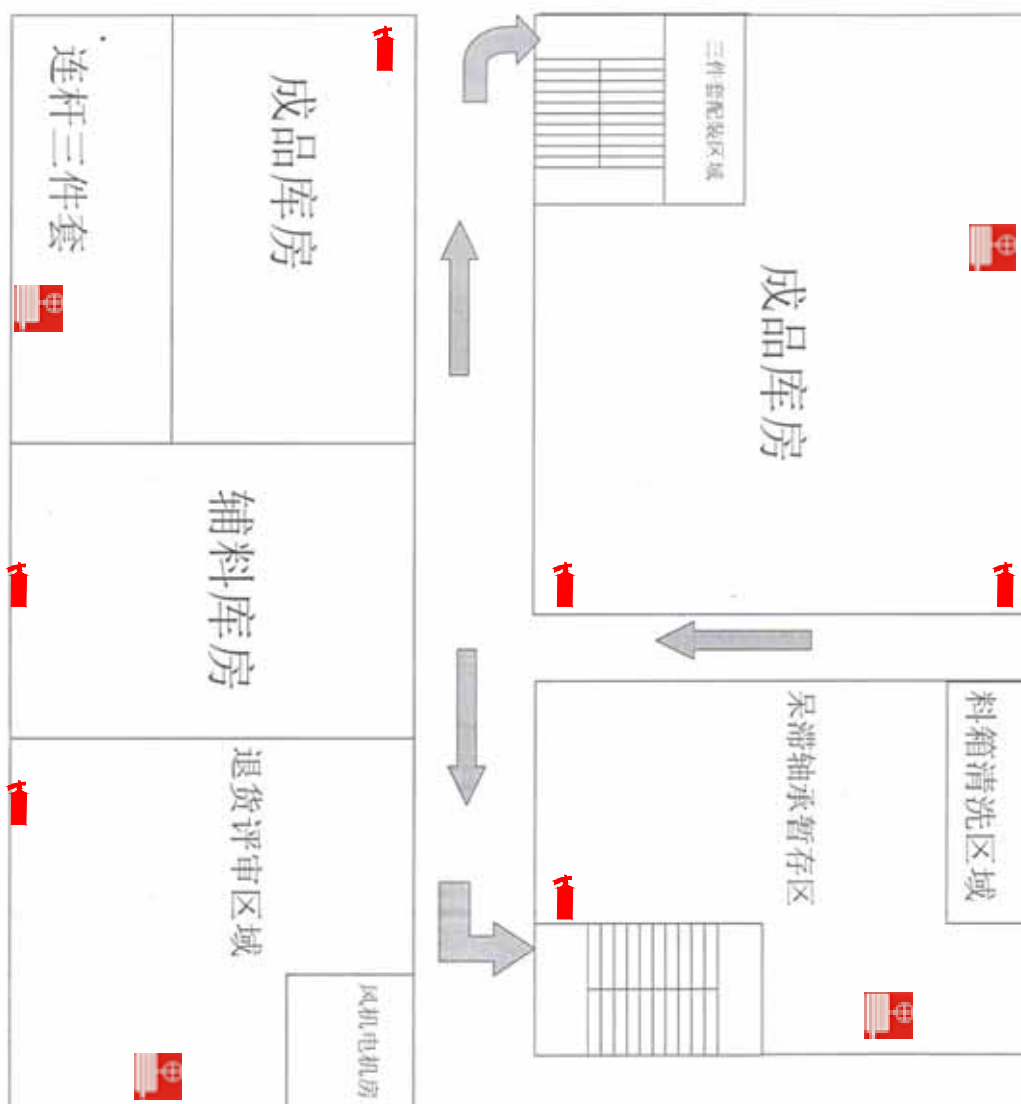 连杆三件套
成品库房
三件套配装区域
成品库房
辅料库房
退货评审区域
呆滞轴承暂存区
料箱清洗区域
风机电机房